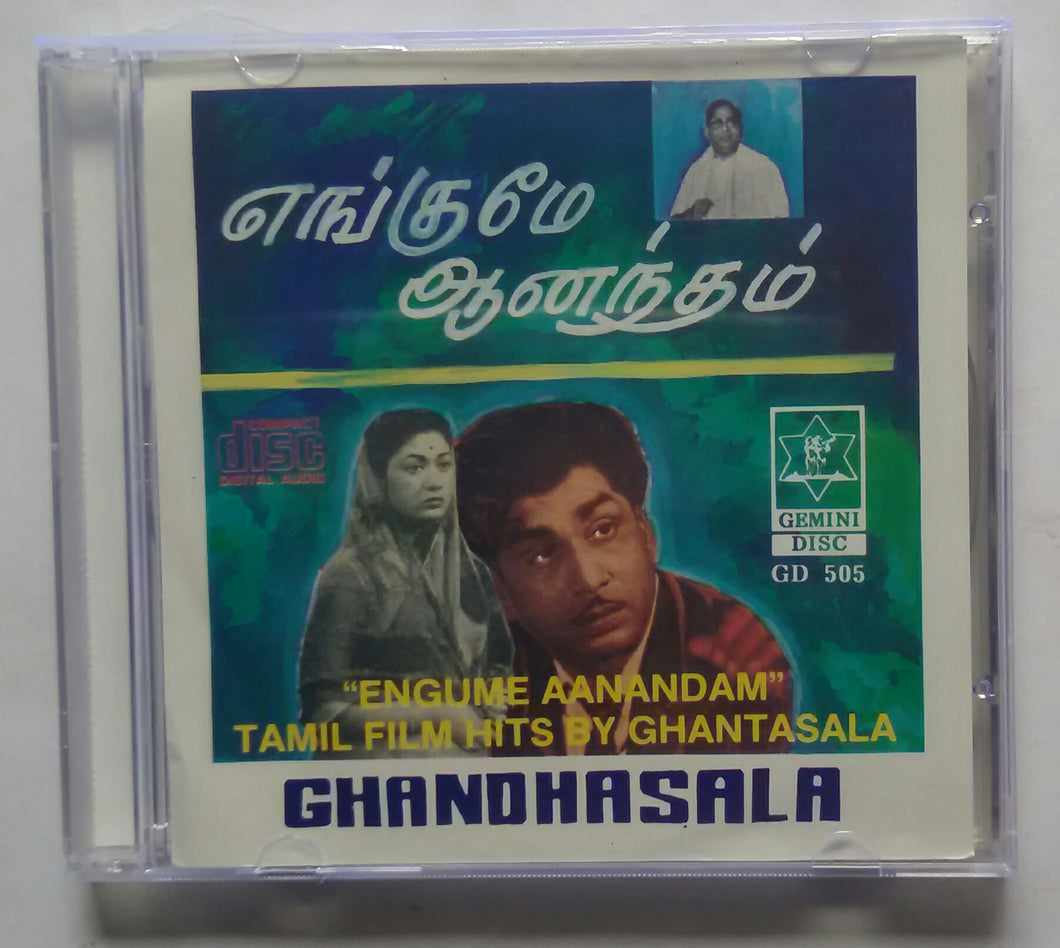 எங்குமே
ஆனந்தம்
COMPACT
disc
DIGITAL AUDIO
GEMINI
DISC
GD 505
“ENGUME AANANDAM”
TAMIL FILM HITS BY GHANTASALA
GHANDHASALA